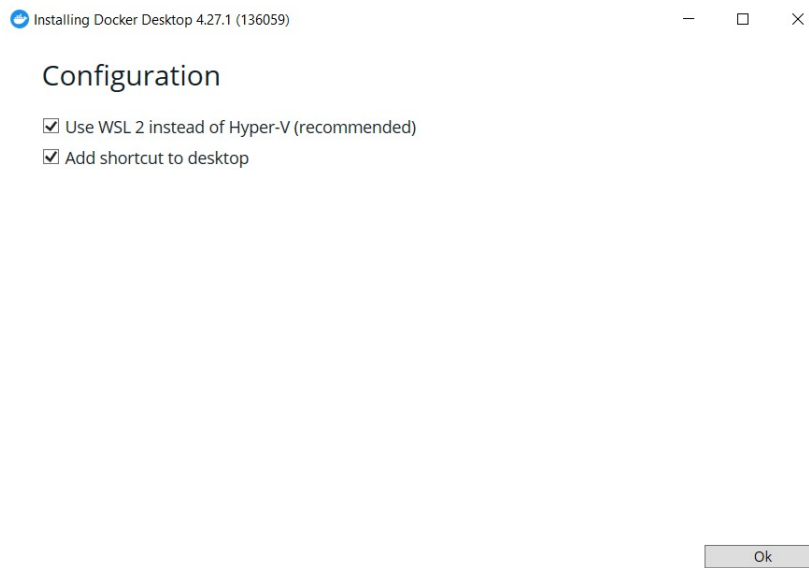 Installing Docker Desktop 4.27.1 (136059)
Configuration
Use WSL 2 instead of Hyper-V (recommended)
Add shortcut to desktop
Ok